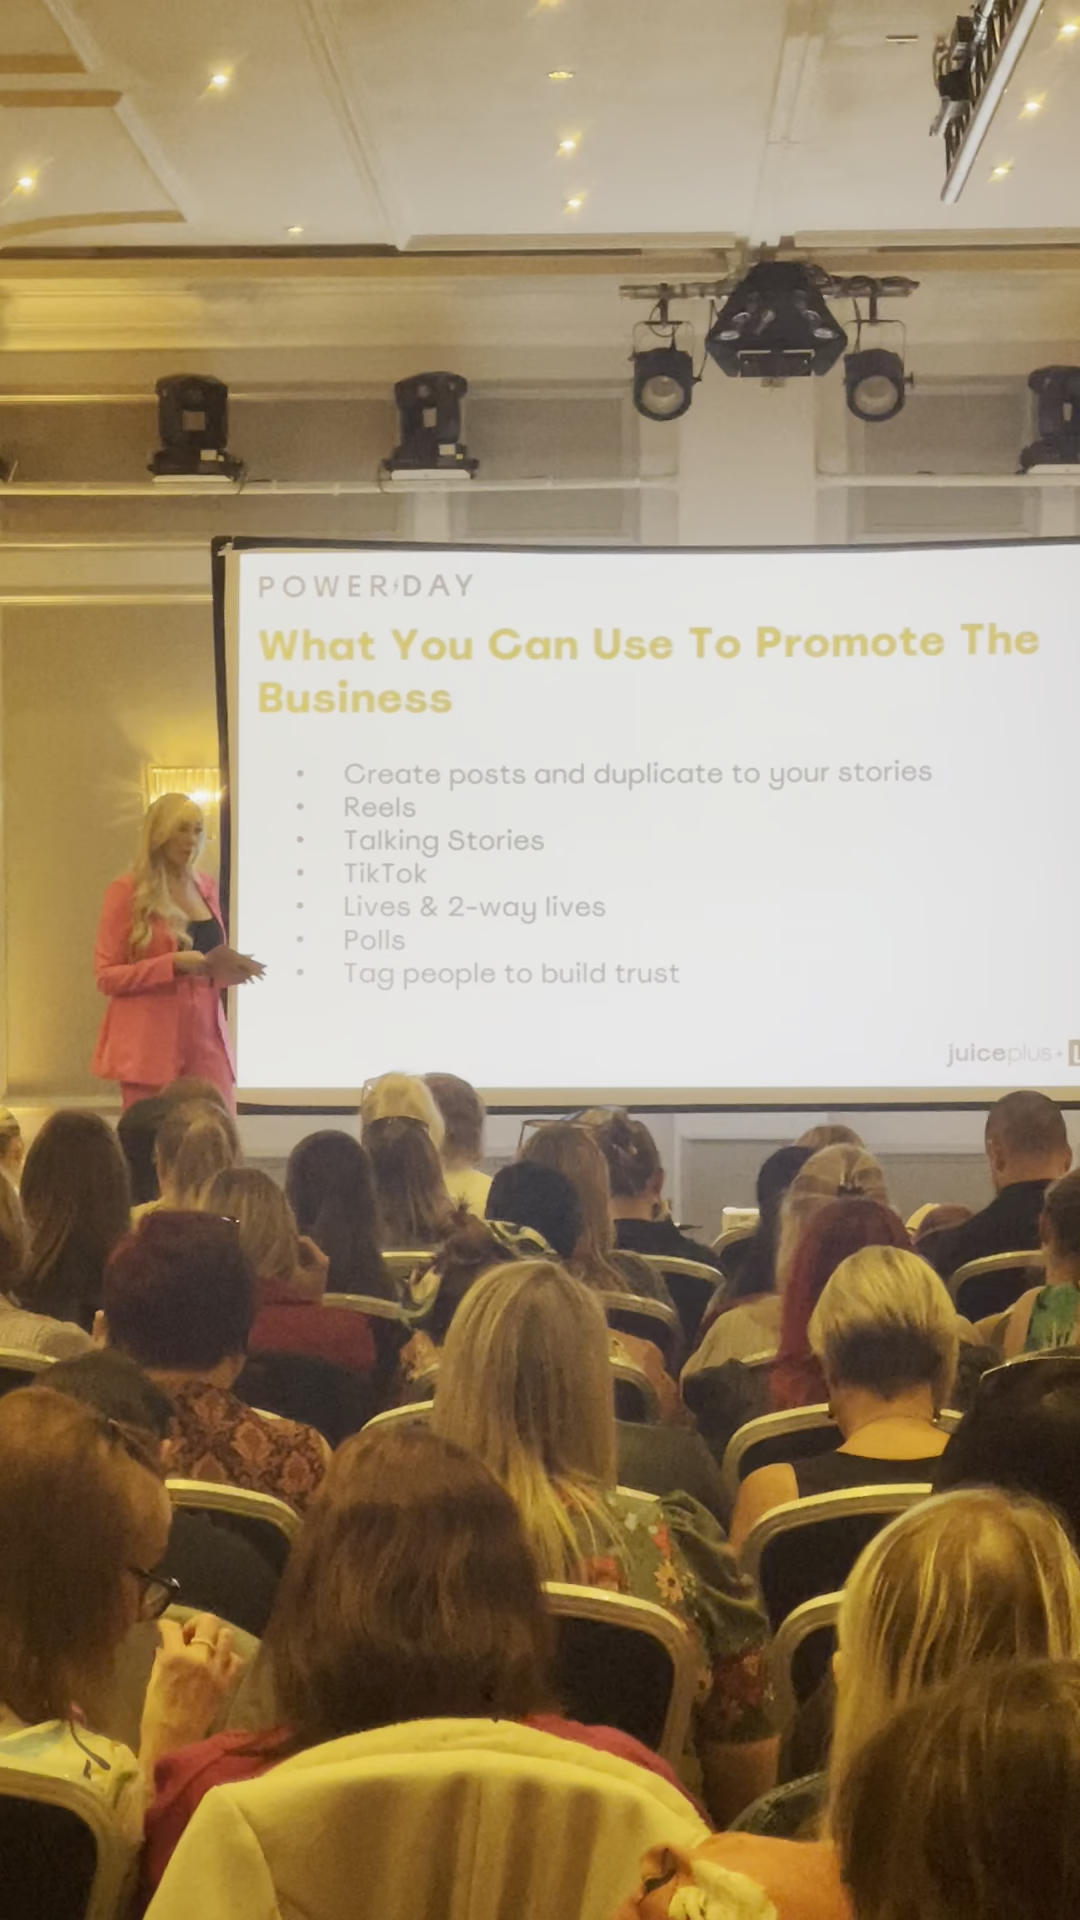 POWER⚡DAY
What You Can Use To Promote The
Business
• Create posts and duplicate to your stories
• Reels
• Talking Stories
• TikTok
• Lives & 2-way lives
• Polls
• Tag people to build trust
juiceplus+